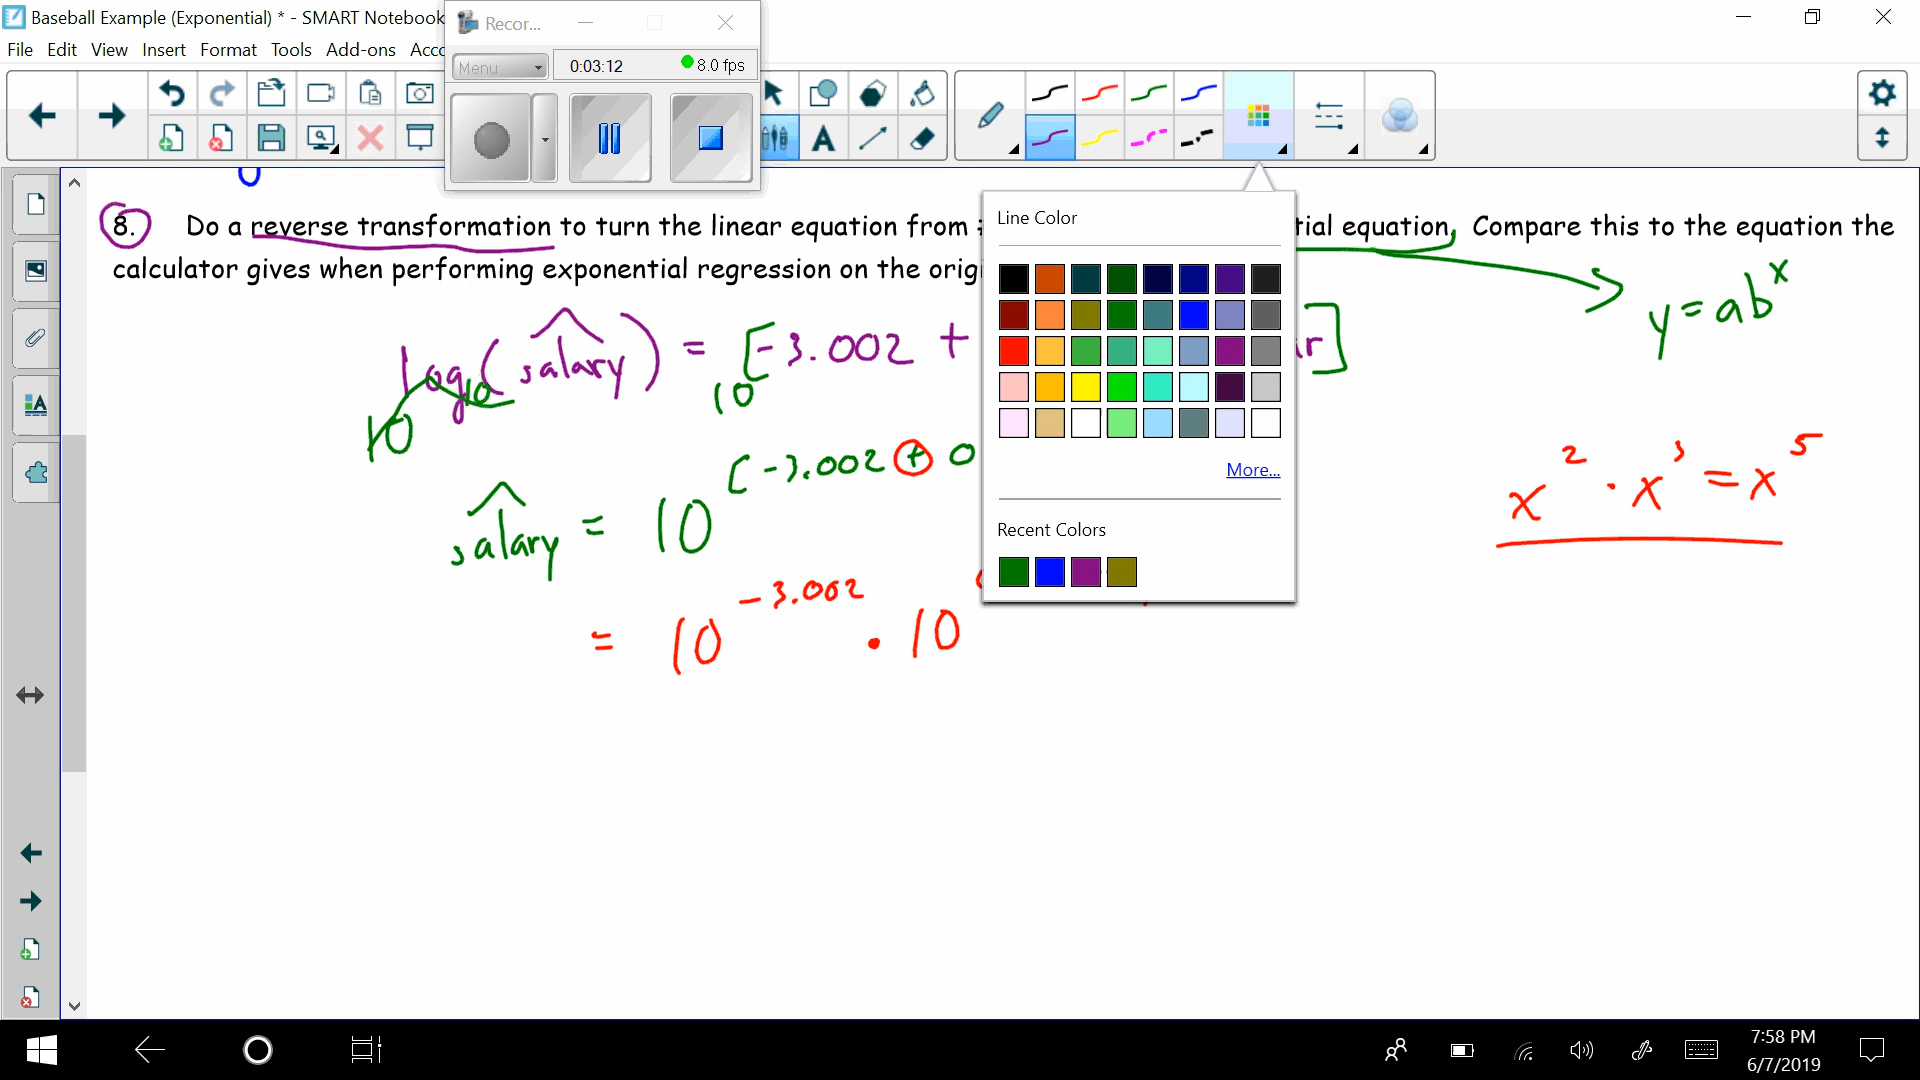 Baseball Example (Exponential) * - SMART Notebook
Recor...
File Edit View Insert Format Tools Add-ons Acco
Menu 0:03:12 8.0 fps
8. Do a reverse transformation to turn the linear equation from tial equation. Compare this to the equation the
calculator gives when performing exponential regression on the orig
Line Color
More...
Recent Colors
y = ab^x
log10(salary) = [-3.002 +
r]
10
10
salary = 10^[-3.002 + 0
x^2 · x^3 = x^5
= 10^-3.002 · 10
7:58 PM
6/7/2019